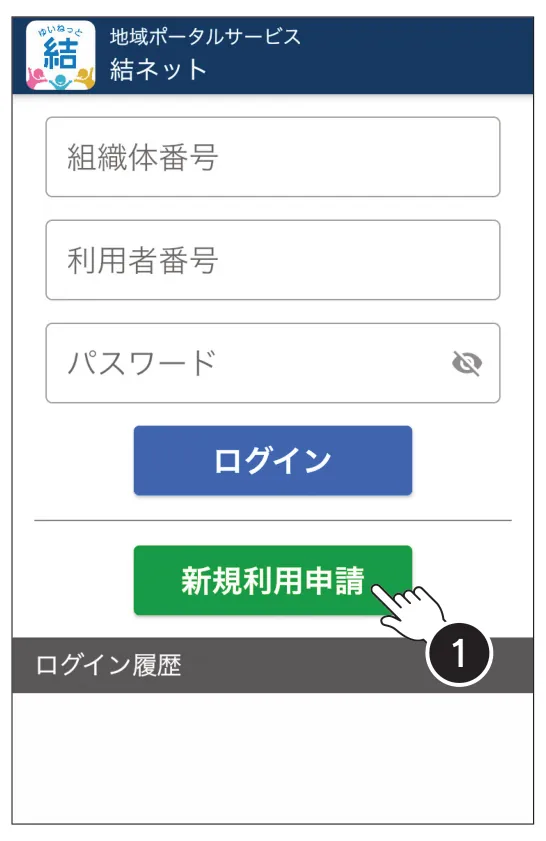 ゆいねっと
結
地域ポータルサービス
結ネット
組織体番号
利用者番号
パスワード
ログイン
新規利用申請
1
ログイン履歴